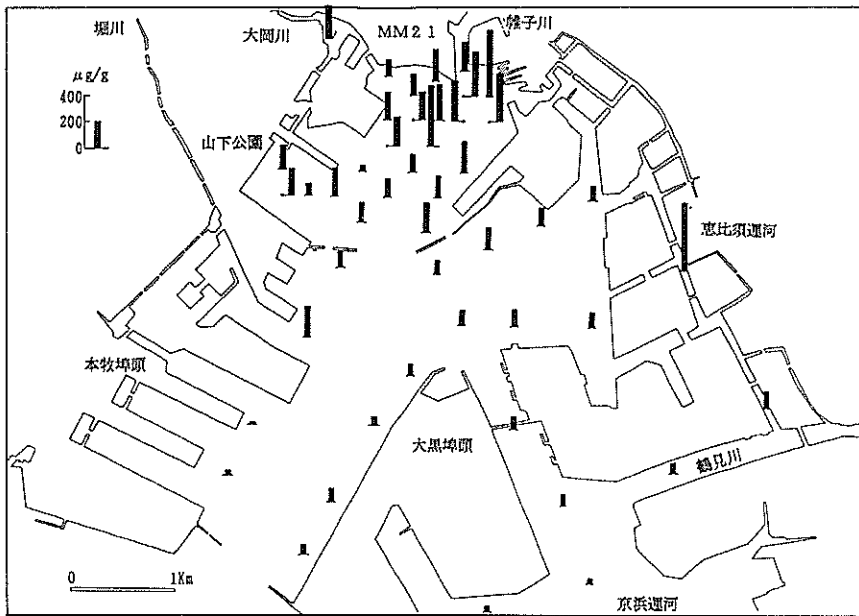 堀川
大岡川
MM21
帷子川
μg/g
400
200
0
山下公園
恵比須運河
本牧埠頭
大黒埠頭
鶴見川
0 1Km
京浜運河